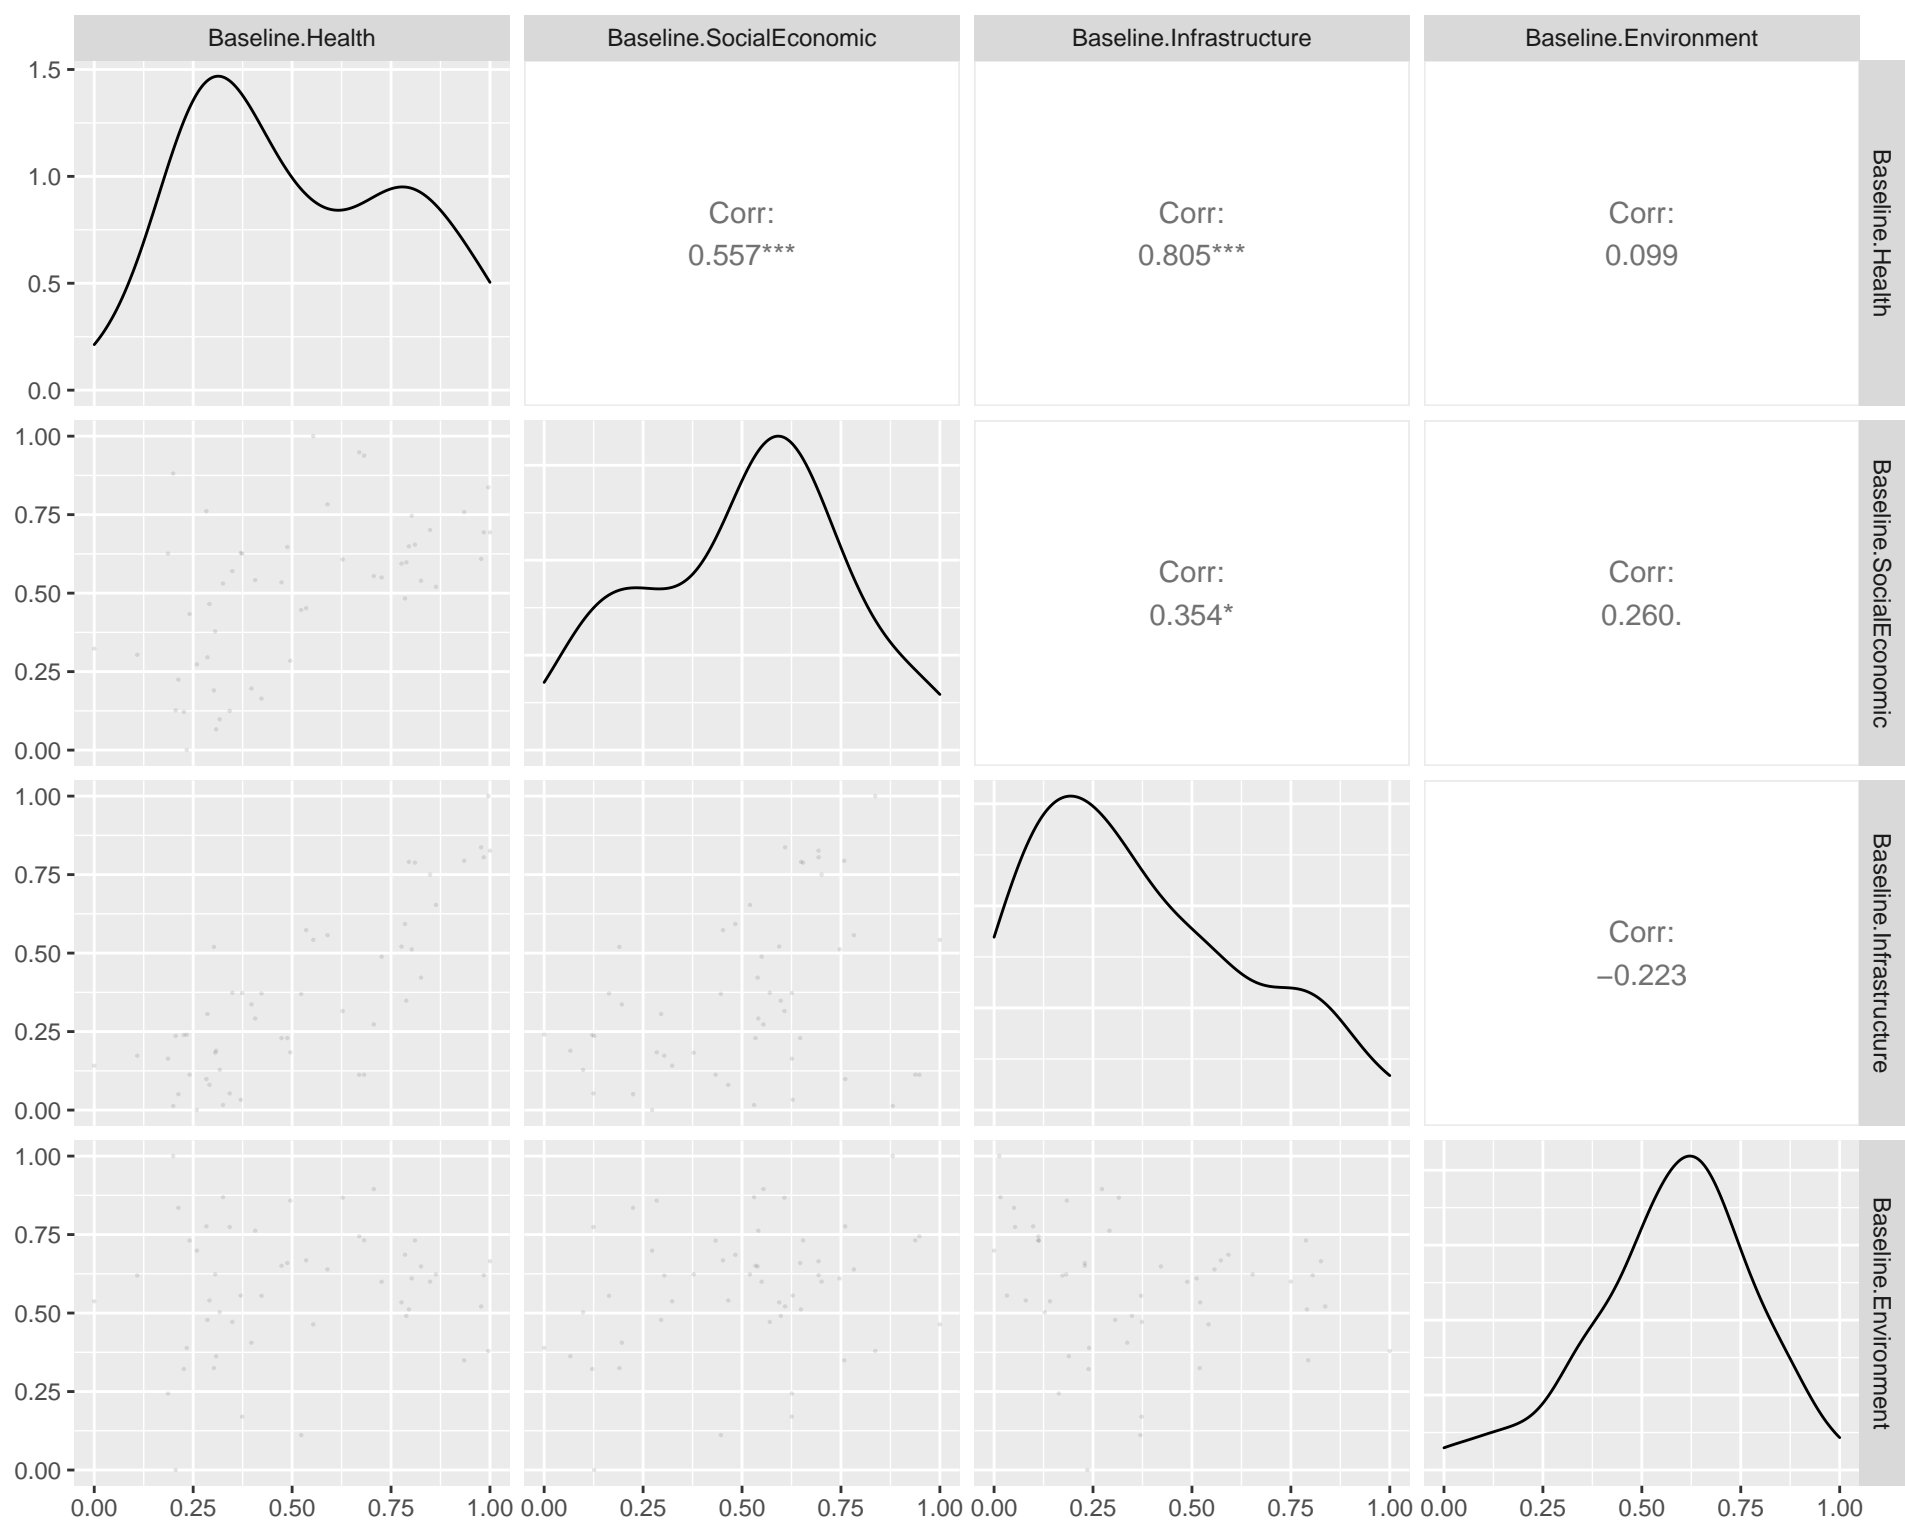 Baseline.Health
Baseline.SocialEconomic
Baseline.Infrastructure
Baseline.Environment
1.5
1.0
0.5
0.0
Corr:
0.557***
Corr:
0.805***
Corr:
0.099
Baseline.Health
1.00
0.75
0.50
0.25
0.00
Corr:
0.354*
Corr:
0.260.
Baseline.SocialEconomic
1.00
0.75
0.50
0.25
0.00
Corr:
−0.223
Baseline.Infrastructure
1.00
0.75
0.50
0.25
0.00
Baseline.Environment
0.00 0.25 0.50 0.75 1.00
0.00 0.25 0.50 0.75 1.00
0.00 0.25 0.50 0.75 1.00
0.00 0.25 0.50 0.75 1.00